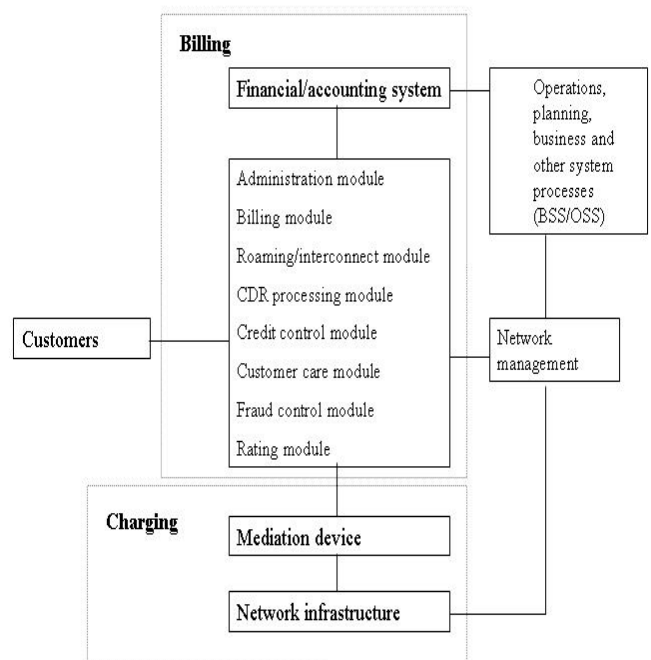 Billing
Financial/accounting system
Operations,
planning,
business and
other system
processes
(BSS/OSS)
Administration module
Billing module
Roaming/interconnect module
CDR processing module
Credit control module
Customer care module
Fraud control module
Rating module
Customers
Network
management
Charging
Mediation device
Network infrastructure